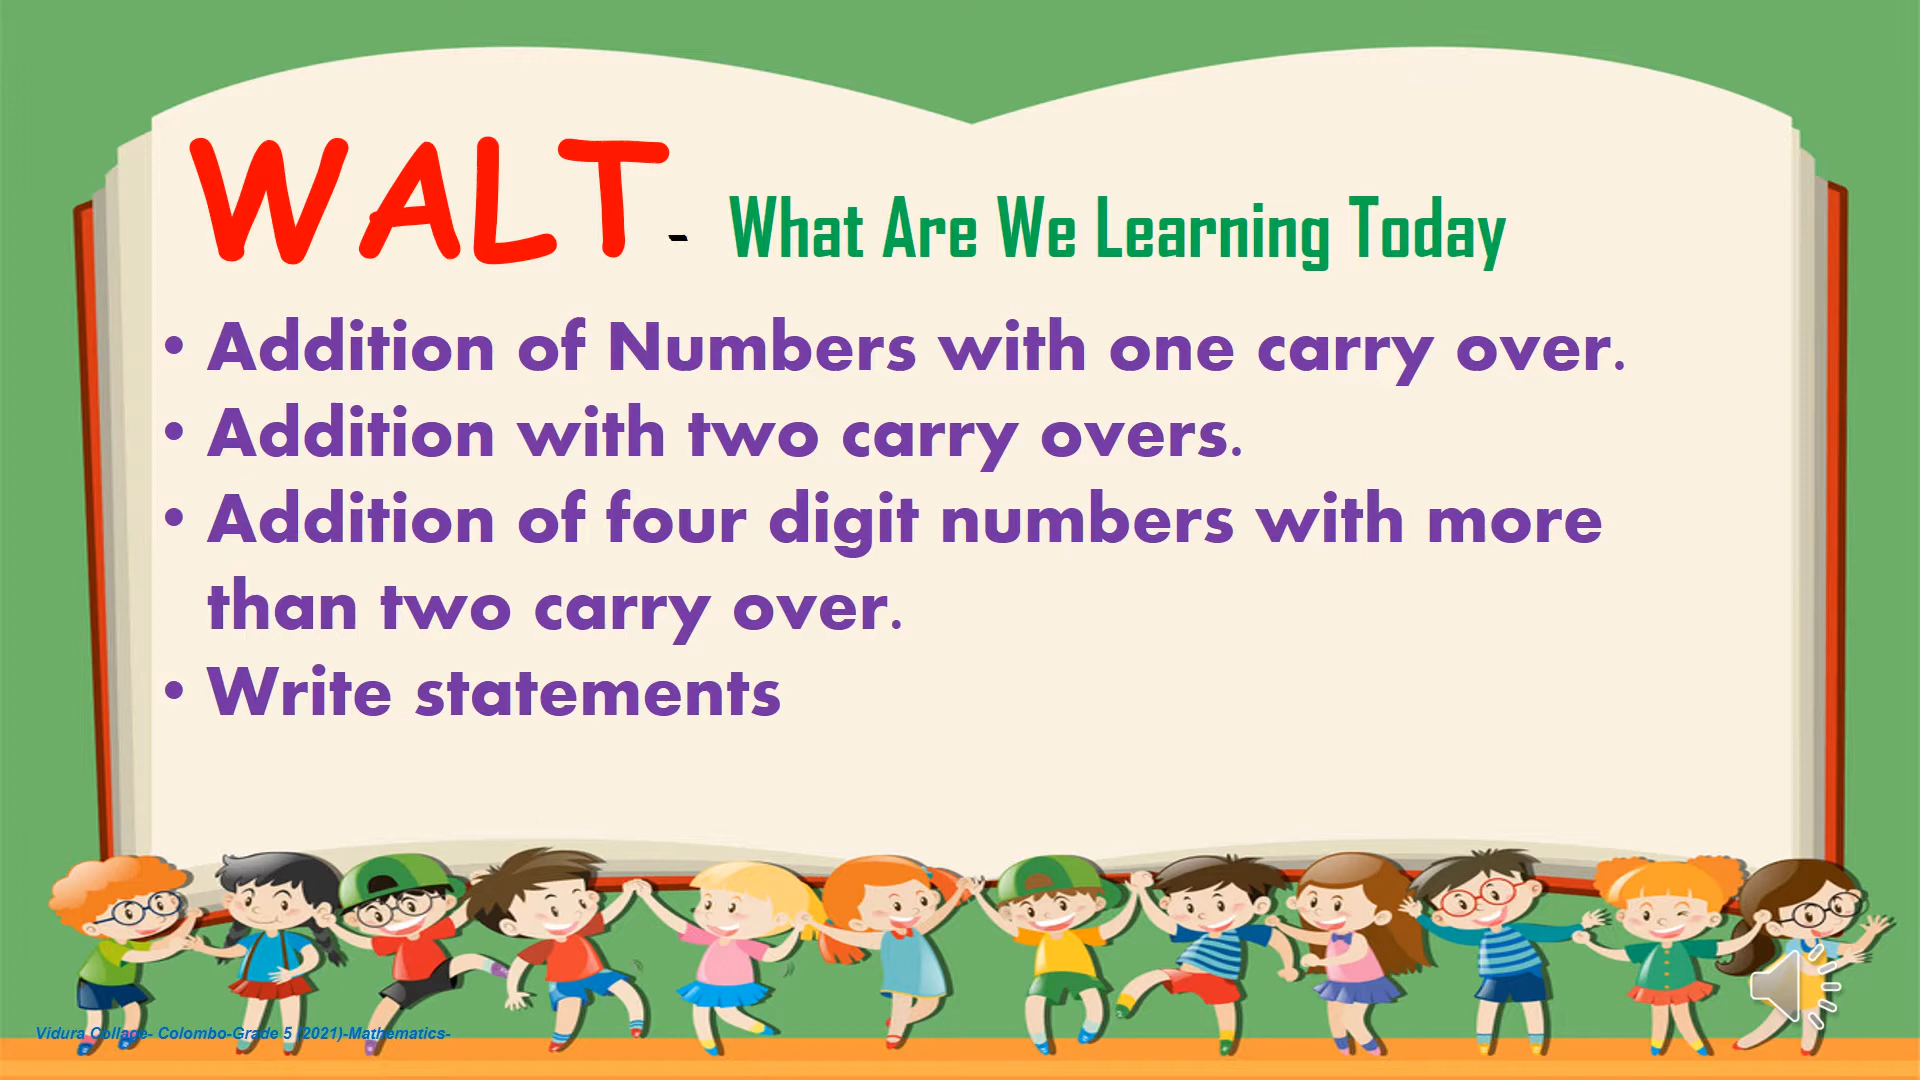 WALT- What Are We Learning Today
• Addition of Numbers with one carry over.
• Addition with two carry overs.
• Addition of four digit numbers with more
than two carry over.
• Write statements
Vidura Collage- Colombo-Grade 5 (2021)-Mathematics-